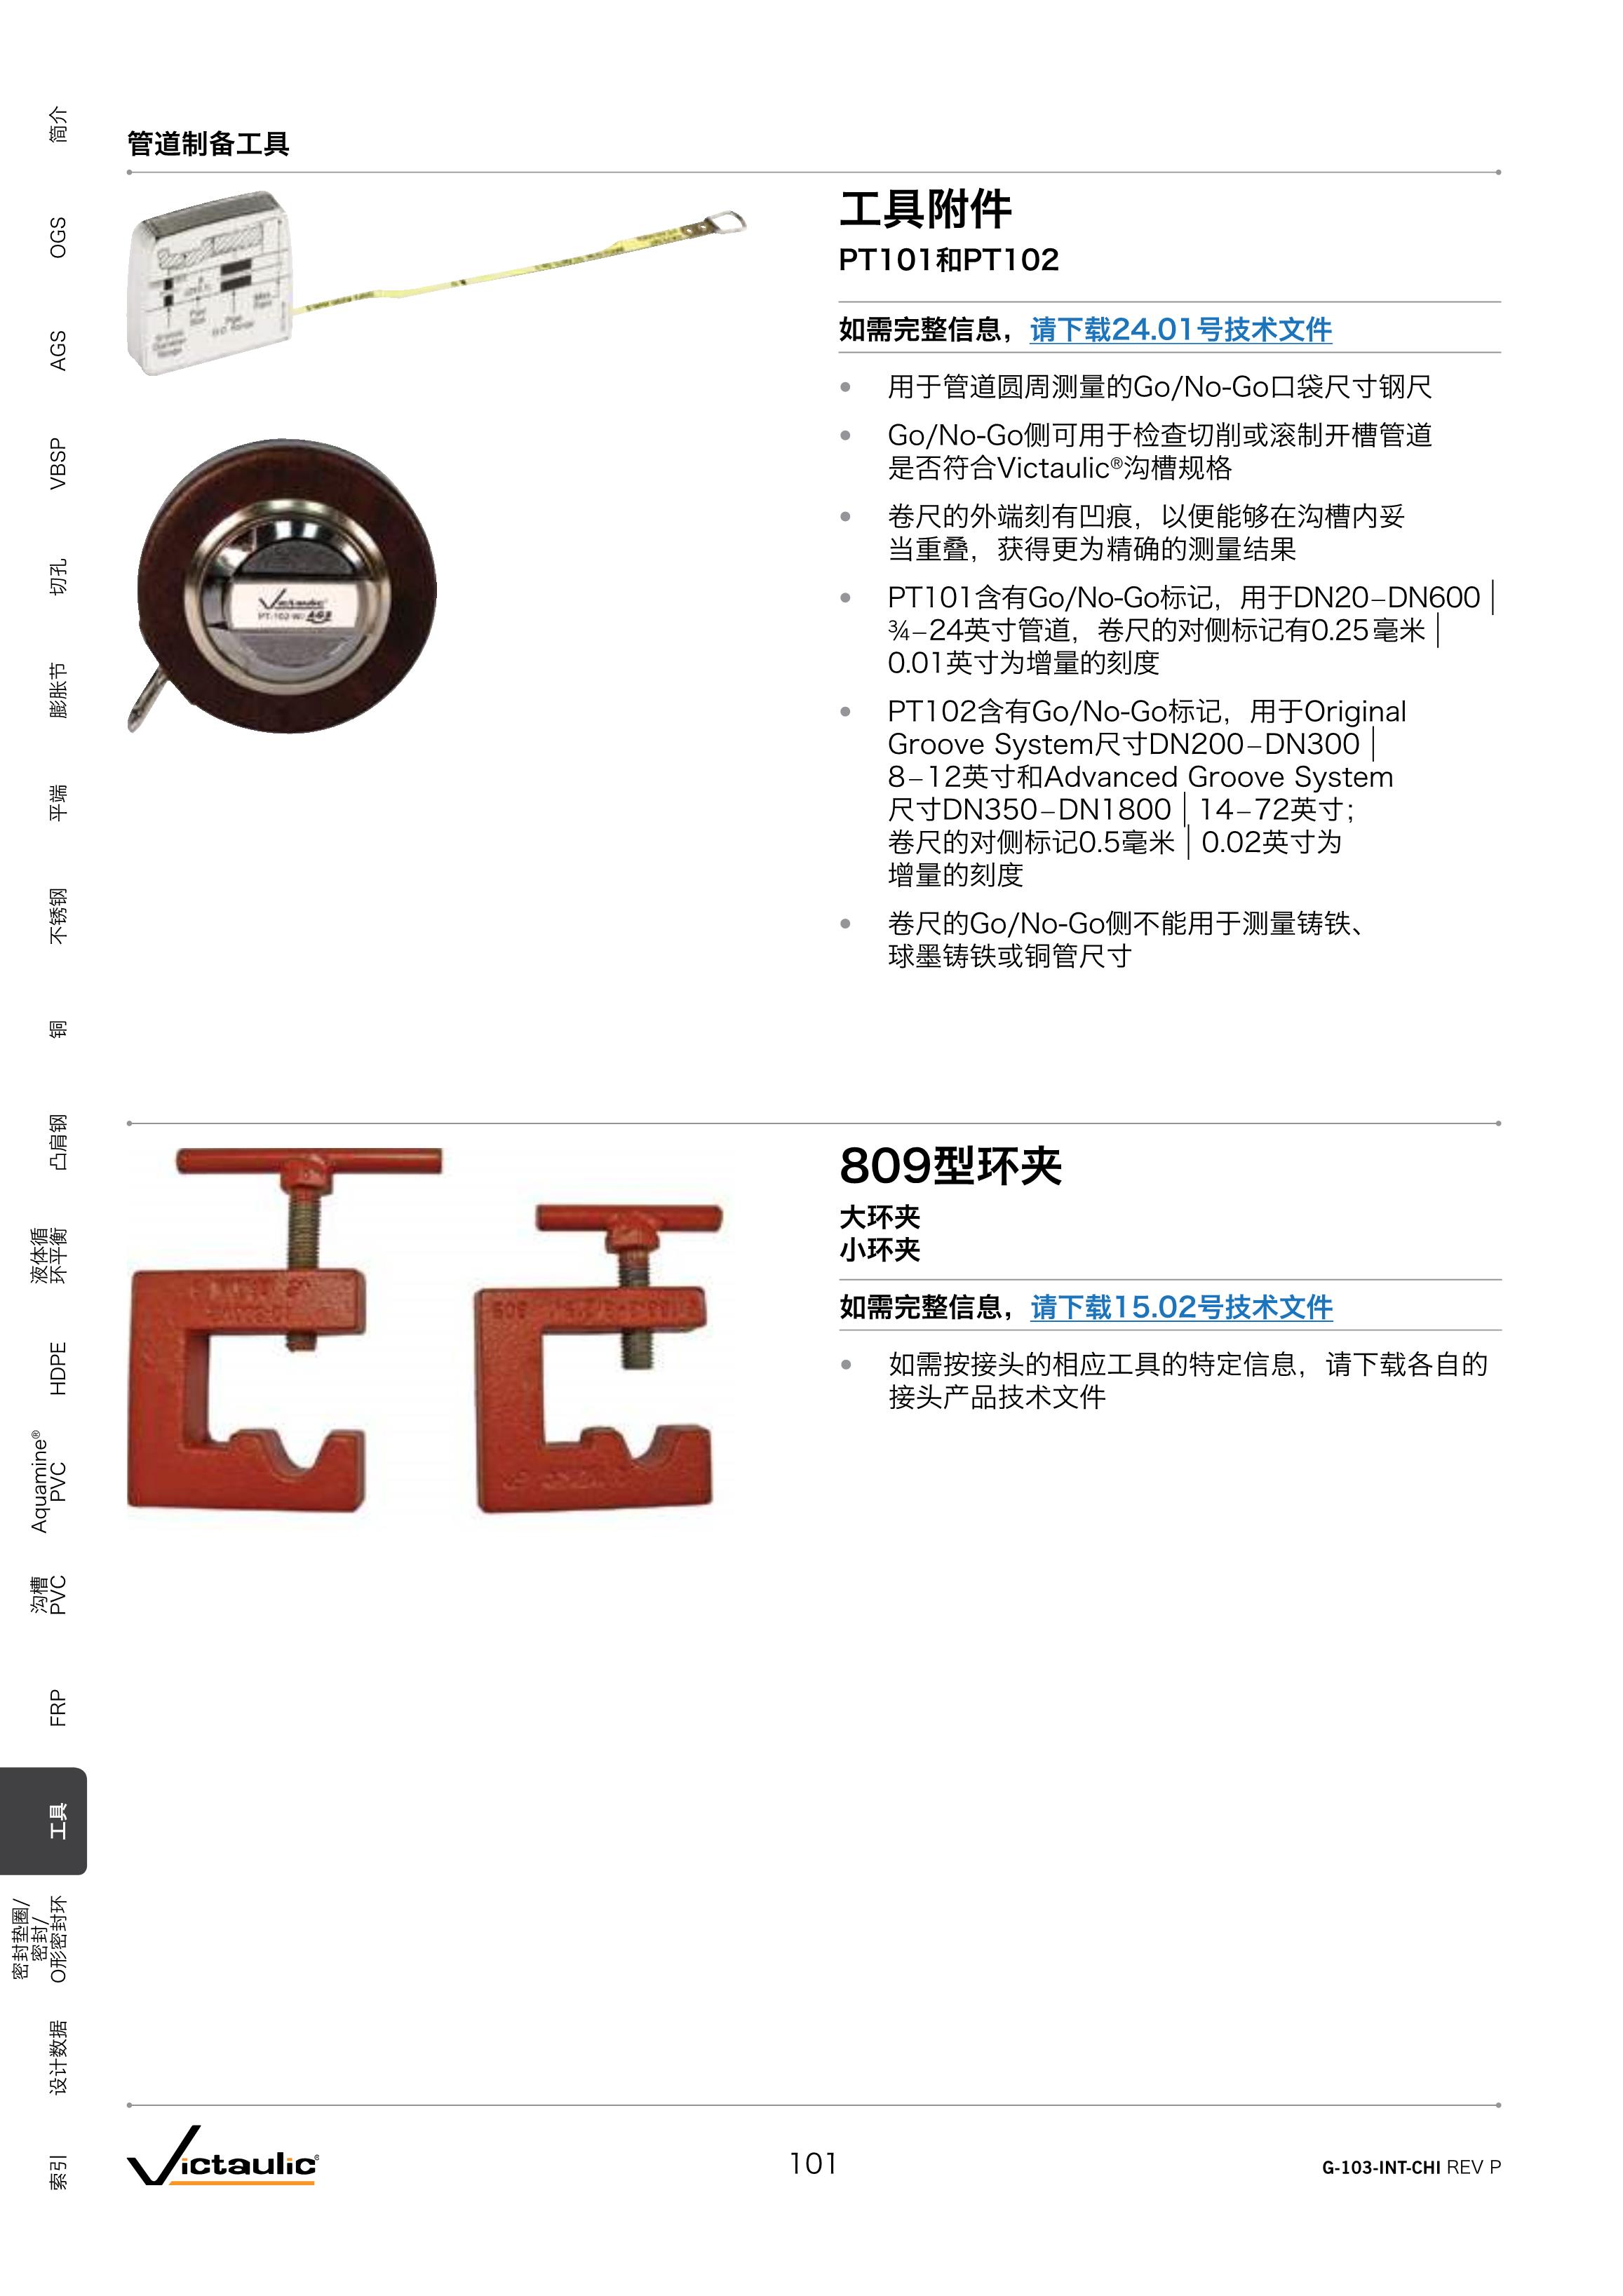 管道制备工具
工具附件
PT101和PT102
如需完整信息，请下载24.01号技术文件
• 用于管道圆周测量的Go/No-Go口袋尺寸钢尺
• Go/No-Go侧可用于检查切削或滚制开槽管道
是否符合Victaulic®沟槽规格
• 卷尺的外端刻有凹痕，以便能够在沟槽内妥
当重叠，获得更为精确的测量结果
• PT101含有Go/No-Go标记，用于DN20–DN600 |
¾–24英寸管道，卷尺的对侧标记有0.25毫米 |
0.01英寸为增量的刻度
• PT102含有Go/No-Go标记，用于Original
Groove System尺寸DN200–DN300 |
8–12英寸和Advanced Groove System
尺寸DN350–DN1800 | 14–72英寸；
卷尺的对侧标记0.5毫米 | 0.02英寸为
增量的刻度
• 卷尺的Go/No-Go侧不能用于测量铸铁、
球墨铸铁或铜管尺寸
Victaulic
PT-102-W/ AGS
809型环夹
大环夹
小环夹
如需完整信息，请下载15.02号技术文件
• 如需按接头的相应工具的特定信息，请下载各自的
接头产品技术文件
简介
OGS
AGS
VBSP
切孔
膨胀节
平端
不锈钢
铜
凸肩钢
液体循
环平衡
HDPE
Aquamine®
PVC
沟槽
PVC
FRP
工具
密封垫圈/
密封/
O形密封环
设计数据
索引
Victaulic®
101
G-103-INT-CHI REV P